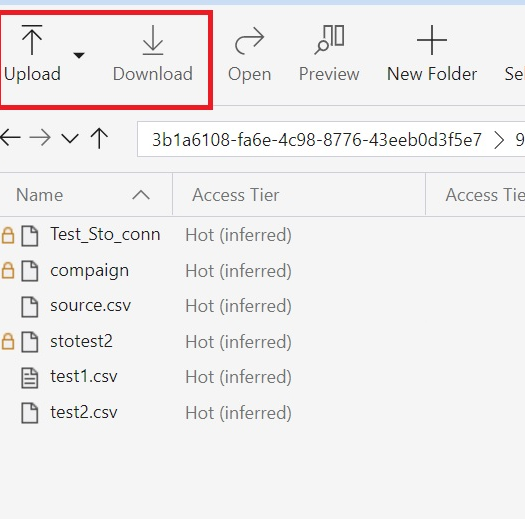 Upload Download Open Preview New Folder Sel
3b1a6108-fa6e-4c98-8776-43eeb0d3f5e7 > 9
Name Access Tier Access Tie
Test_Sto_conn Hot (inferred)
compaign Hot (inferred)
source.csv Hot (inferred)
stotest2 Hot (inferred)
test1.csv Hot (inferred)
test2.csv Hot (inferred)